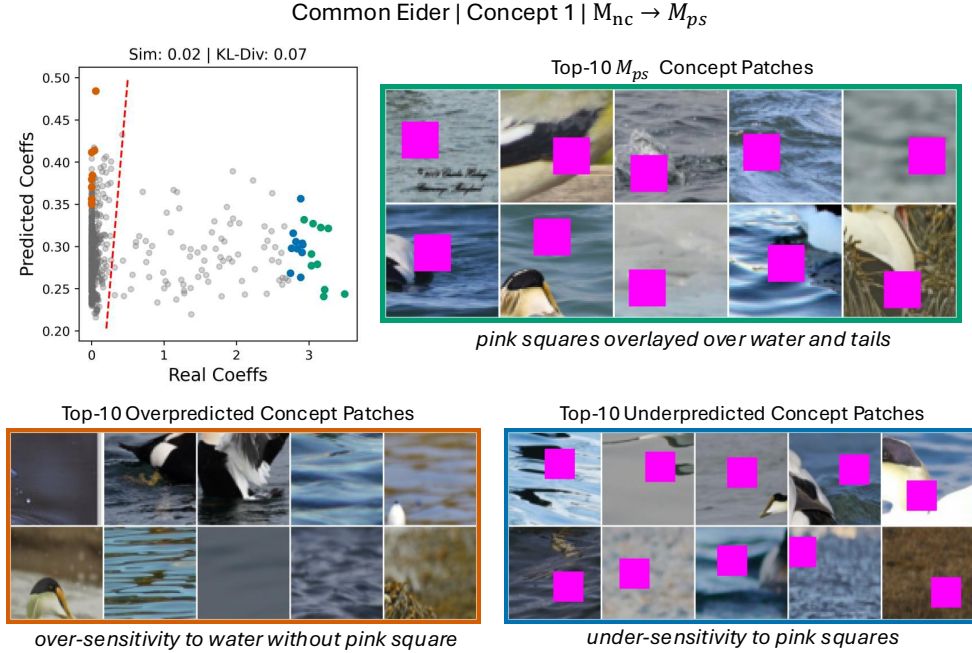 Common Eider | Concept 1 | M_nc → M_ps
Sim: 0.02 | KL-Div: 0.07
0.50
0.45
0.40
0.35
0.30
0.25
0.20
Predicted Coeffs
0 1 2 3
Real Coeffs
Top-10 M_ps Concept Patches
pink squares overlayed over water and tails
Top-10 Overpredicted Concept Patches
over-sensitivity to water without pink square
Top-10 Underpredicted Concept Patches
under-sensitivity to pink squares